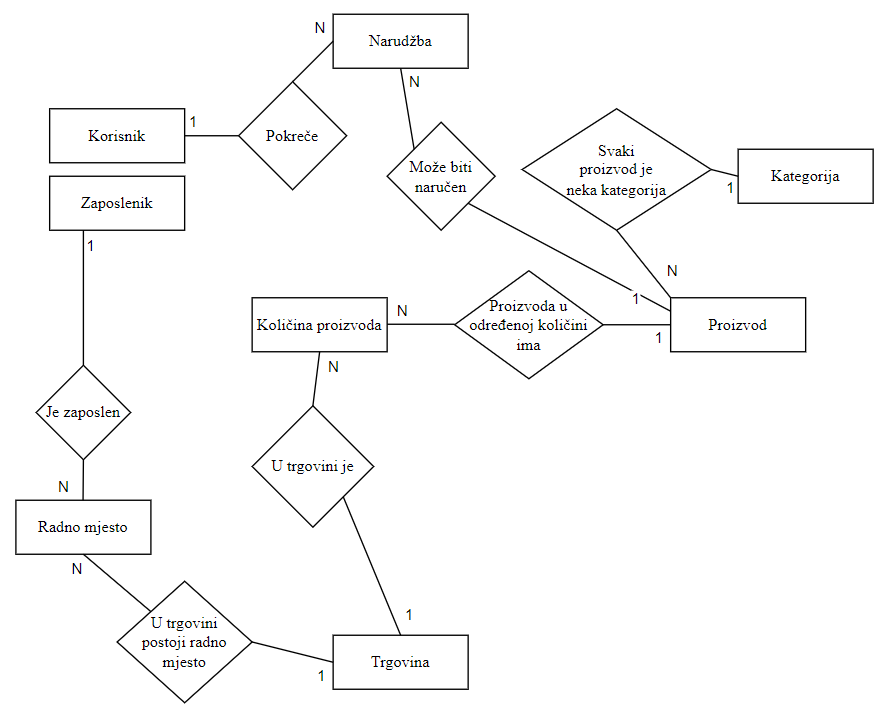 N
Narudžba
N
1
Korisnik
Pokreče
Svaki
proizvod je
neka kategorija
Kategorija
1
Može biti
naručen
Zaposlenik
1
N
1
Količina proizvoda
N
Proizvoda u
određenoj količini
ima
1
Proizvod
N
Je zaposlen
U trgovini je
N
Radno mjesto
N
1
U trgovini
postoji radno
mjesto
1
Trgovina